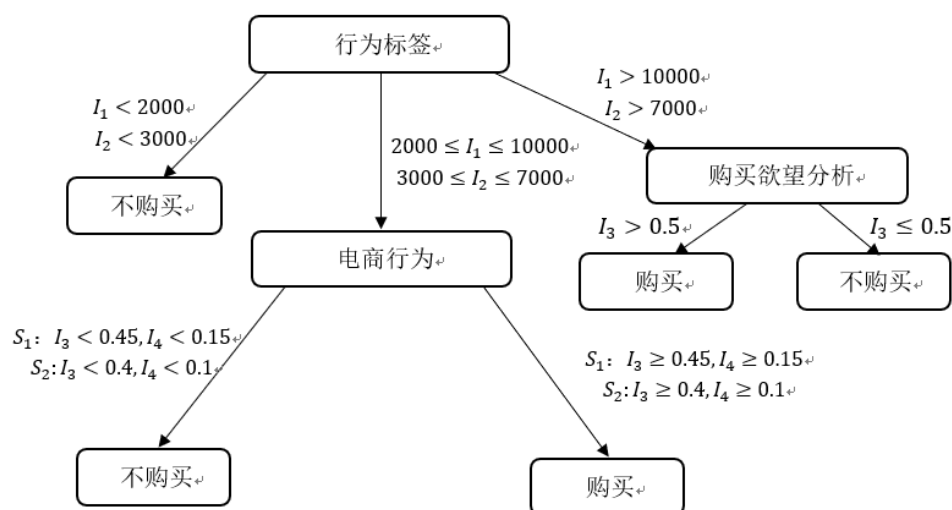 行为标签
I₁ < 2000
I₂ < 3000
2000 ≤ I₁ ≤ 10000
3000 ≤ I₂ ≤ 7000
I₁ > 10000
I₂ > 7000
不购买
购买欲望分析
I₃ > 0.5
I₃ ≤ 0.5
电商行为
购买
不购买
S₁：I₃ < 0.45, I₄ < 0.15
S₂:I₃ < 0.4, I₄ < 0.1
S₁：I₃ ≥ 0.45, I₄ ≥ 0.15
S₂:I₃ ≥ 0.4, I₄ ≥ 0.1
不购买
购买